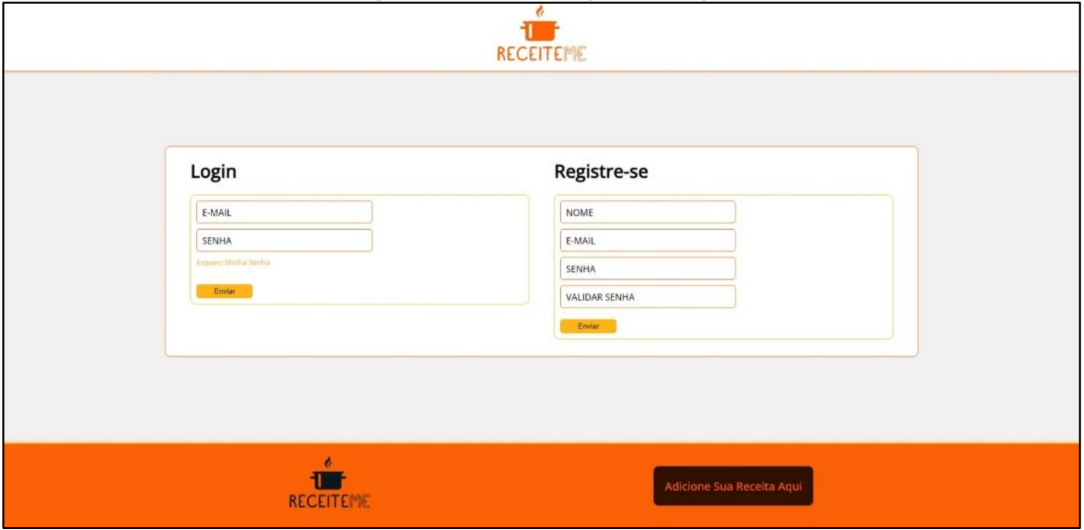 RECEITEME
Login
E-MAIL
SENHA
Esqueci Minha Senha
Enviar
Registre-se
NOME
E-MAIL
SENHA
VALIDAR SENHA
Enviar
RECEITEME
Adicione Sua Receita Aqui